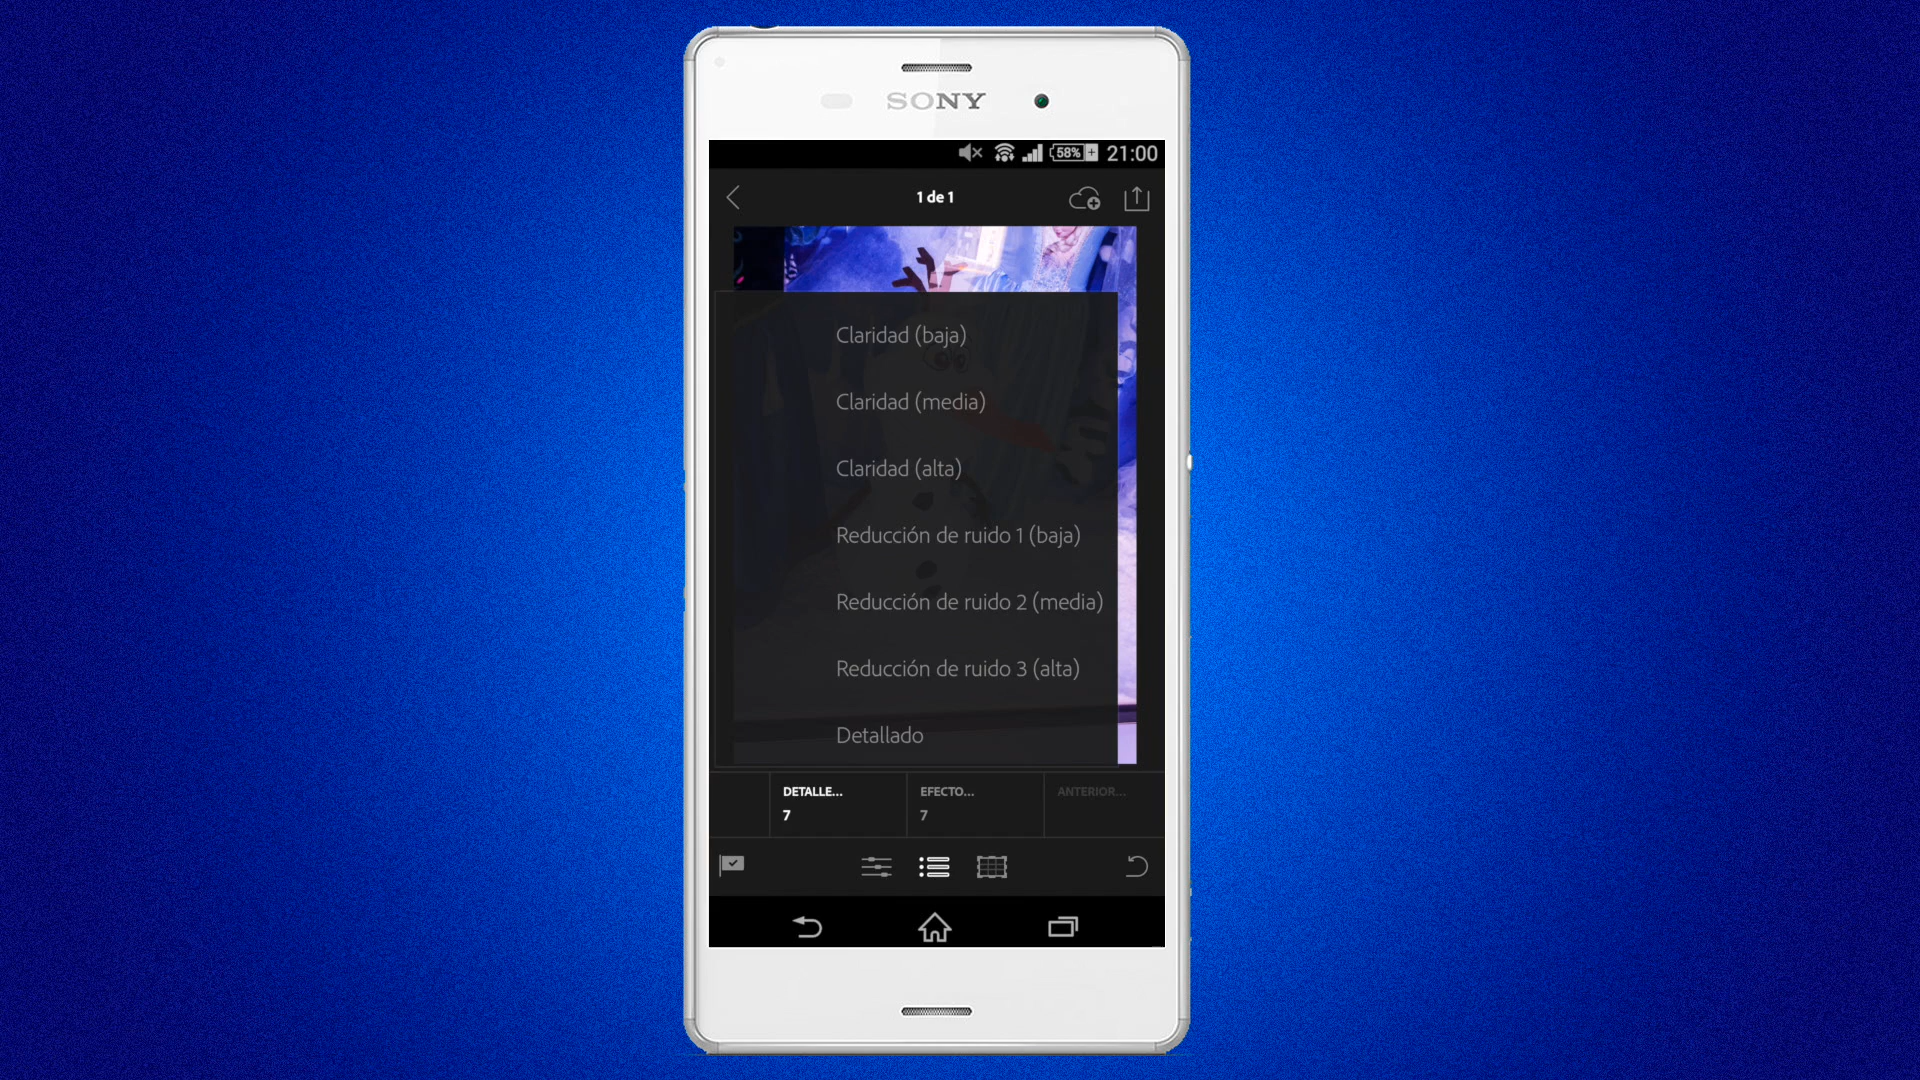 SONY
58%
21:00
1 de 1
Claridad (baja)
Claridad (media)
Claridad (alta)
Reducción de ruido 1 (baja)
Reducción de ruido 2 (media)
Reducción de ruido 3 (alta)
Detallado
DETALLE... EFECTO... ANTERIOR...
7 7